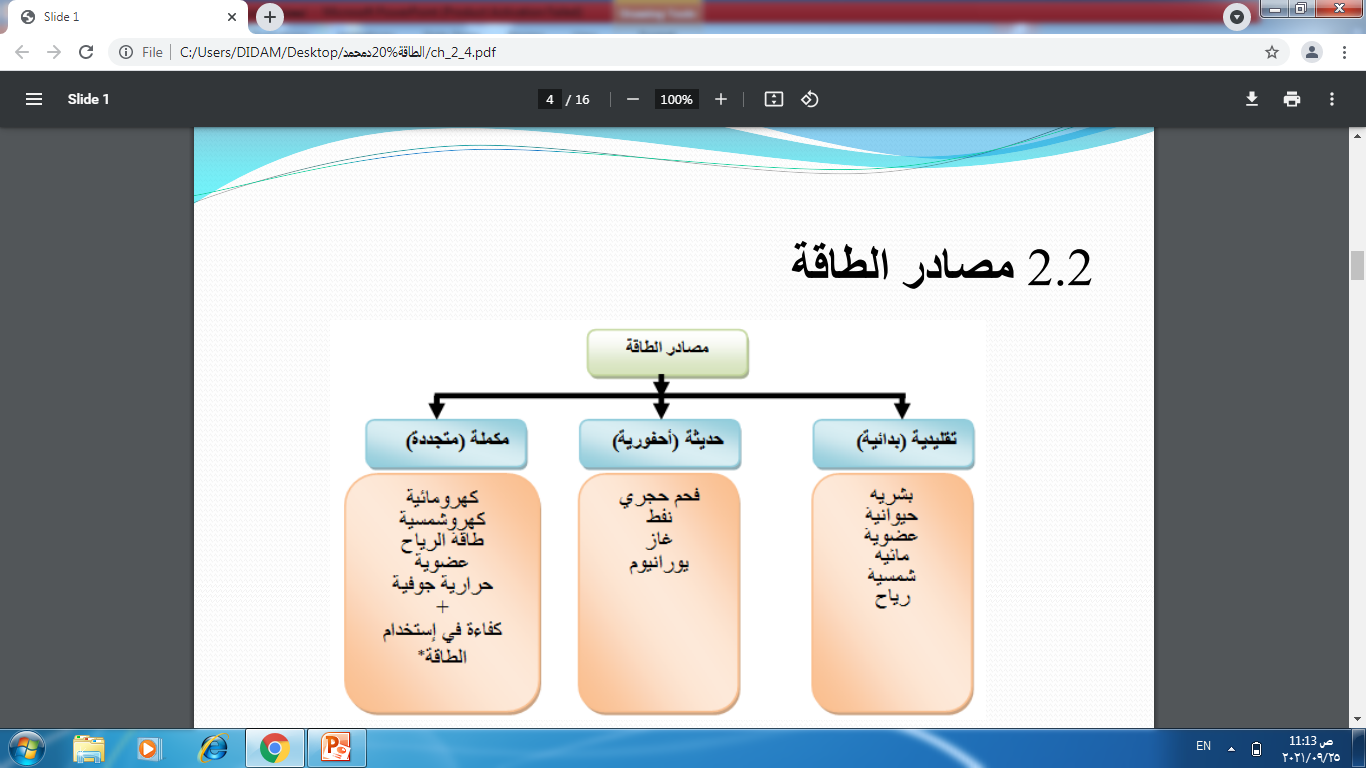 Slide 1
File
C:/Users/DIDAM/Desktop/الطاقة%20دمحمد/ch_2_4.pdf
Slide 1
4 / 16
100%
2.2 مصادر الطاقة
مصادر الطاقة
تقليدية (بدائية)
حديثة (أحفورية)
مكملة (متجددة)
بشريه
حيوانية
عضوية
مائيه
شمسية
رياح
فحم حجري
نفط
غاز
يورانيوم
كهرومائية
كهروشمسية
طاقة الرياح
عضوية
حرارية جوفية
+
كفاءة في إستخدام
الطاقة*
EN
11:13 ص
٢٠٢١/٠٩/٢٥